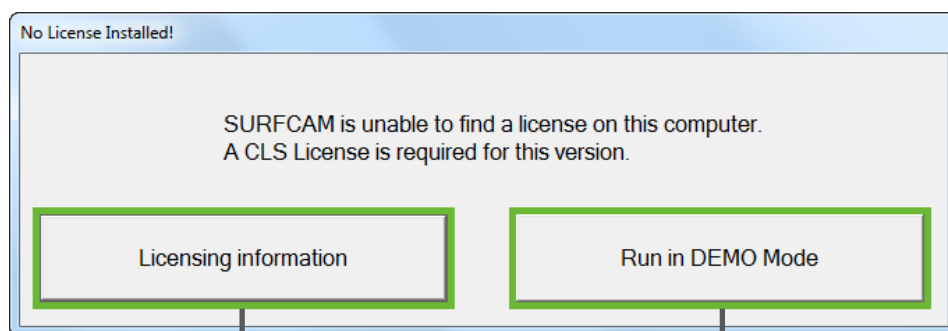 No License Installed!
SURFCAM is unable to find a license on this computer.
A CLS License is required for this version.
Licensing information
Run in DEMO Mode